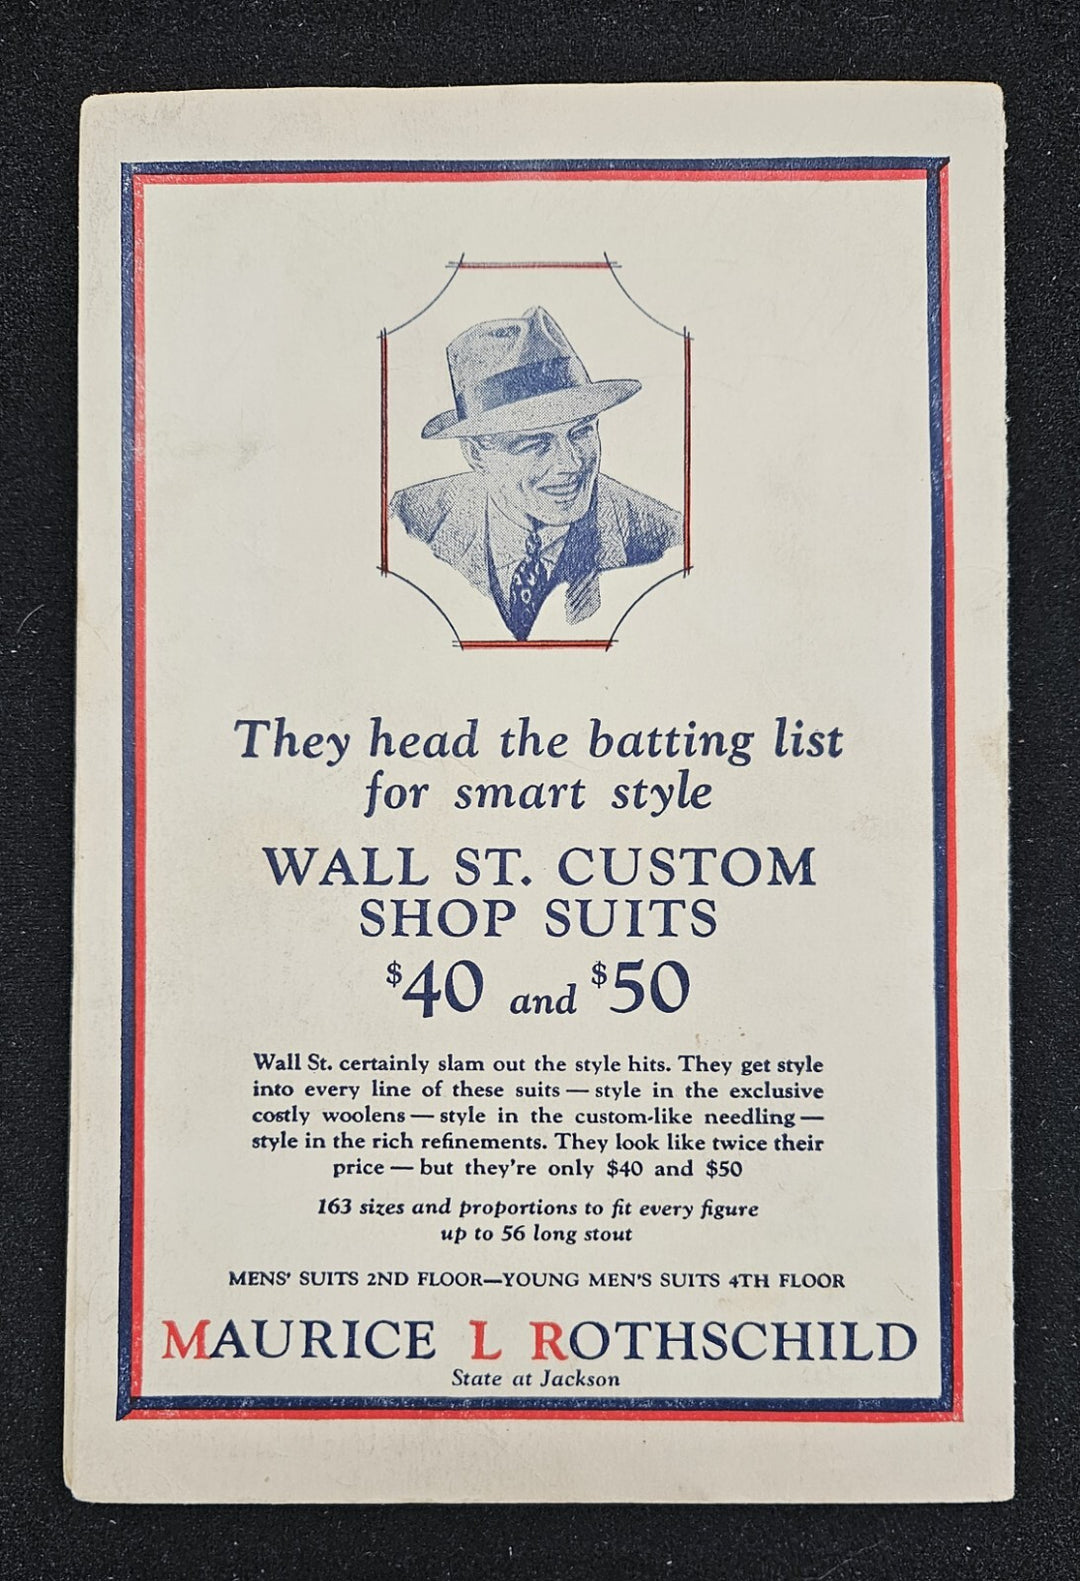 They head the batting list
for smart style
WALL ST. CUSTOM
SHOP SUITS
$40 and $50
Wall St. certainly slam out the style hits. They get style
into every line of these suits — style in the exclusive
costly woolens — style in the custom-like needling —
style in the rich refinements. They look like twice their
price — but they're only $40 and $50
163 sizes and proportions to fit every figure
up to 56 long stout
MENS' SUITS 2ND FLOOR—YOUNG MEN'S SUITS 4TH FLOOR
MAURICE L ROTHSCHILD
State at Jackson